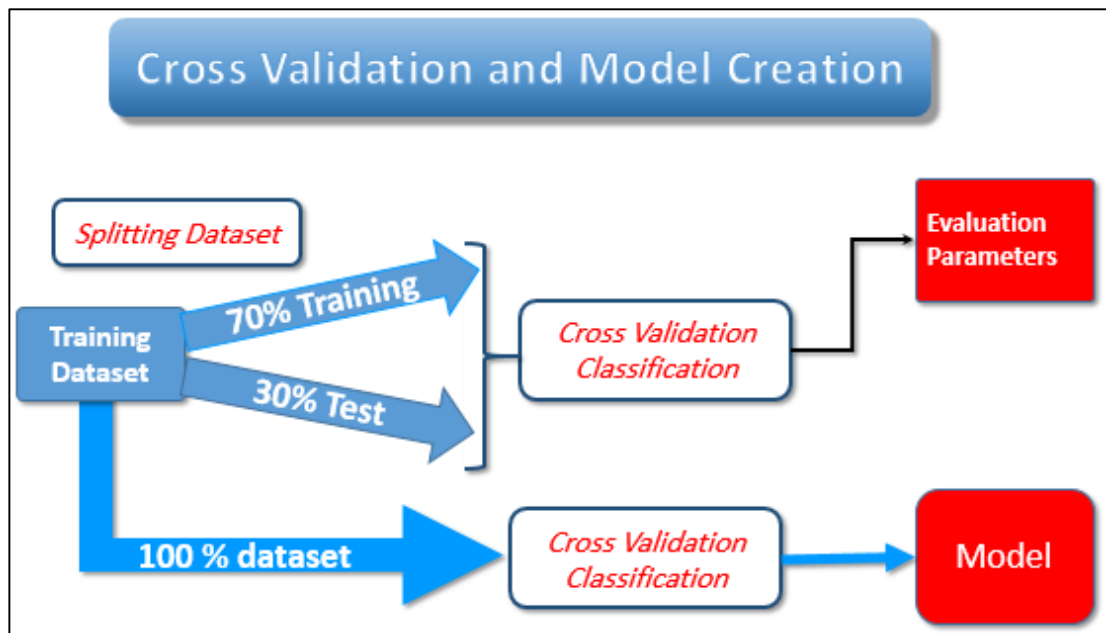 Cross Validation and Model Creation
Splitting Dataset
Evaluation
Parameters
70% Training
Training
Dataset
30% Test
Cross Validation
Classification
100 % dataset
Cross Validation
Classification
Model